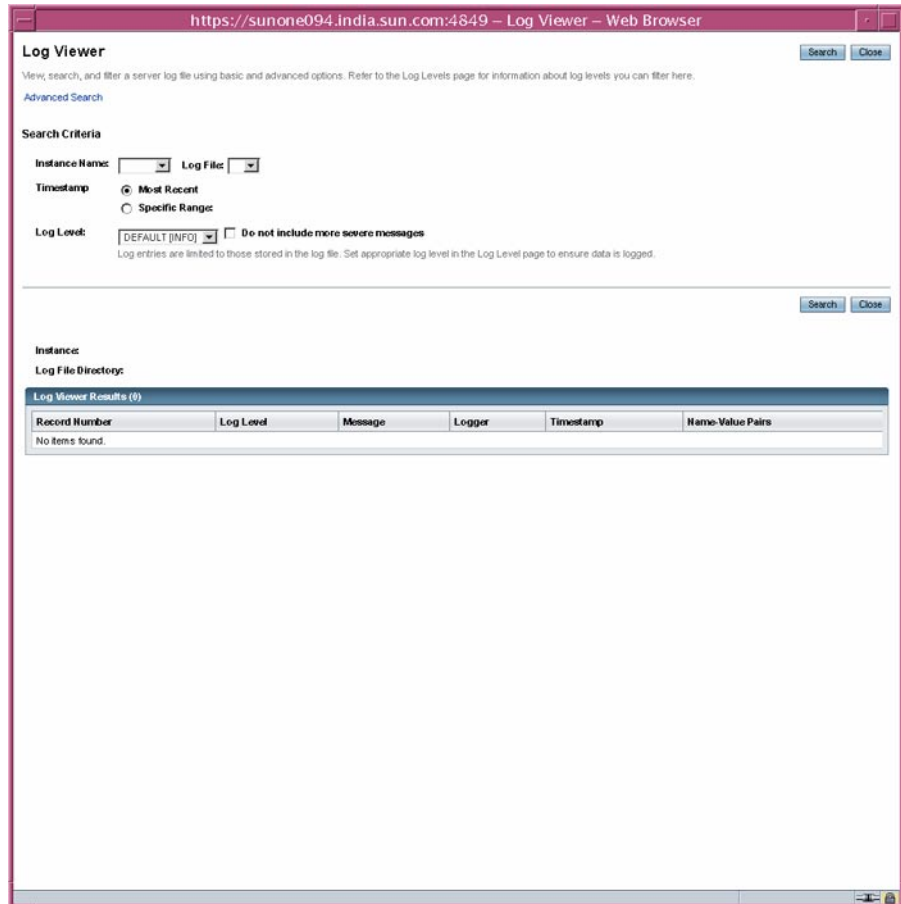 https://sunone094.india.sun.com:4849 – Log Viewer – Web Browser
Log Viewer
Search Close
View, search, and filter a server log file using basic and advanced options. Refer to the Log Levels page for information about log levels you can filter here.
Advanced Search
Search Criteria
Instance Name: Log File:
Timestamp Most Recent
Specific Range:
Log Level: DEFAULT [INFO] Do not include more severe messages
Log entries are limited to those stored in the log file. Set appropriate log level in the Log Level page to ensure data is logged.
Search Close
Instance:
Log File Directory:
Log Viewer Results (0)
Record Number Log Level Message Logger Timestamp Name-Value Pairs
No items found.